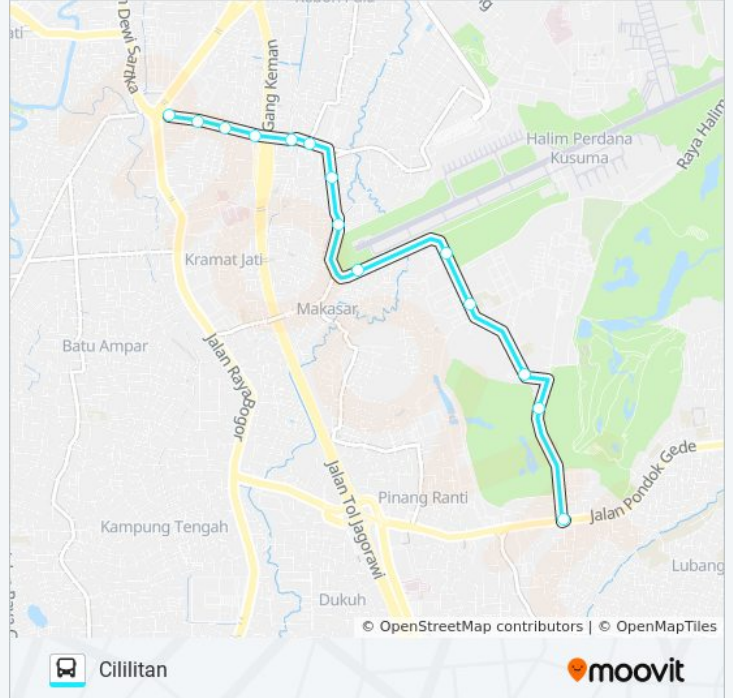 Dewi Sartika
Gang Keman
Halim Perdana
Kusuma
Raya Halim
Kramat Jati
Makasar
Batu Ampar
Jalan Raya Bogor
Jalan Pondok Gede
Pinang Ranti
Jalan Tol Jagorawi
Kampung Tengah
Lubang
Dukuh
© OpenStreetMap contributors | © OpenMapTiles
Cililitan
moovit